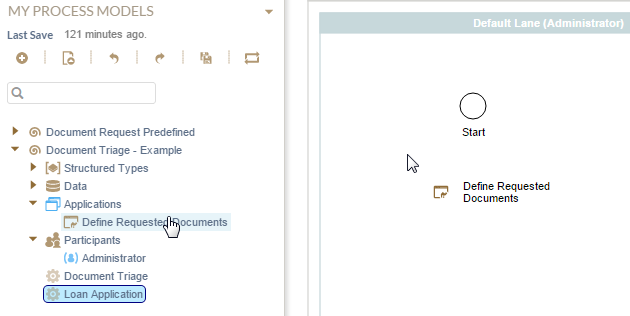 MY PROCESS MODELS
Last Save 121 minutes ago.
Document Request Predefined
Document Triage - Example
Structured Types
Data
Applications
Define Requested Documents
Participants
Administrator
Document Triage
Loan Application
Default Lane (Administrator)
Start
Define Requested
Documents